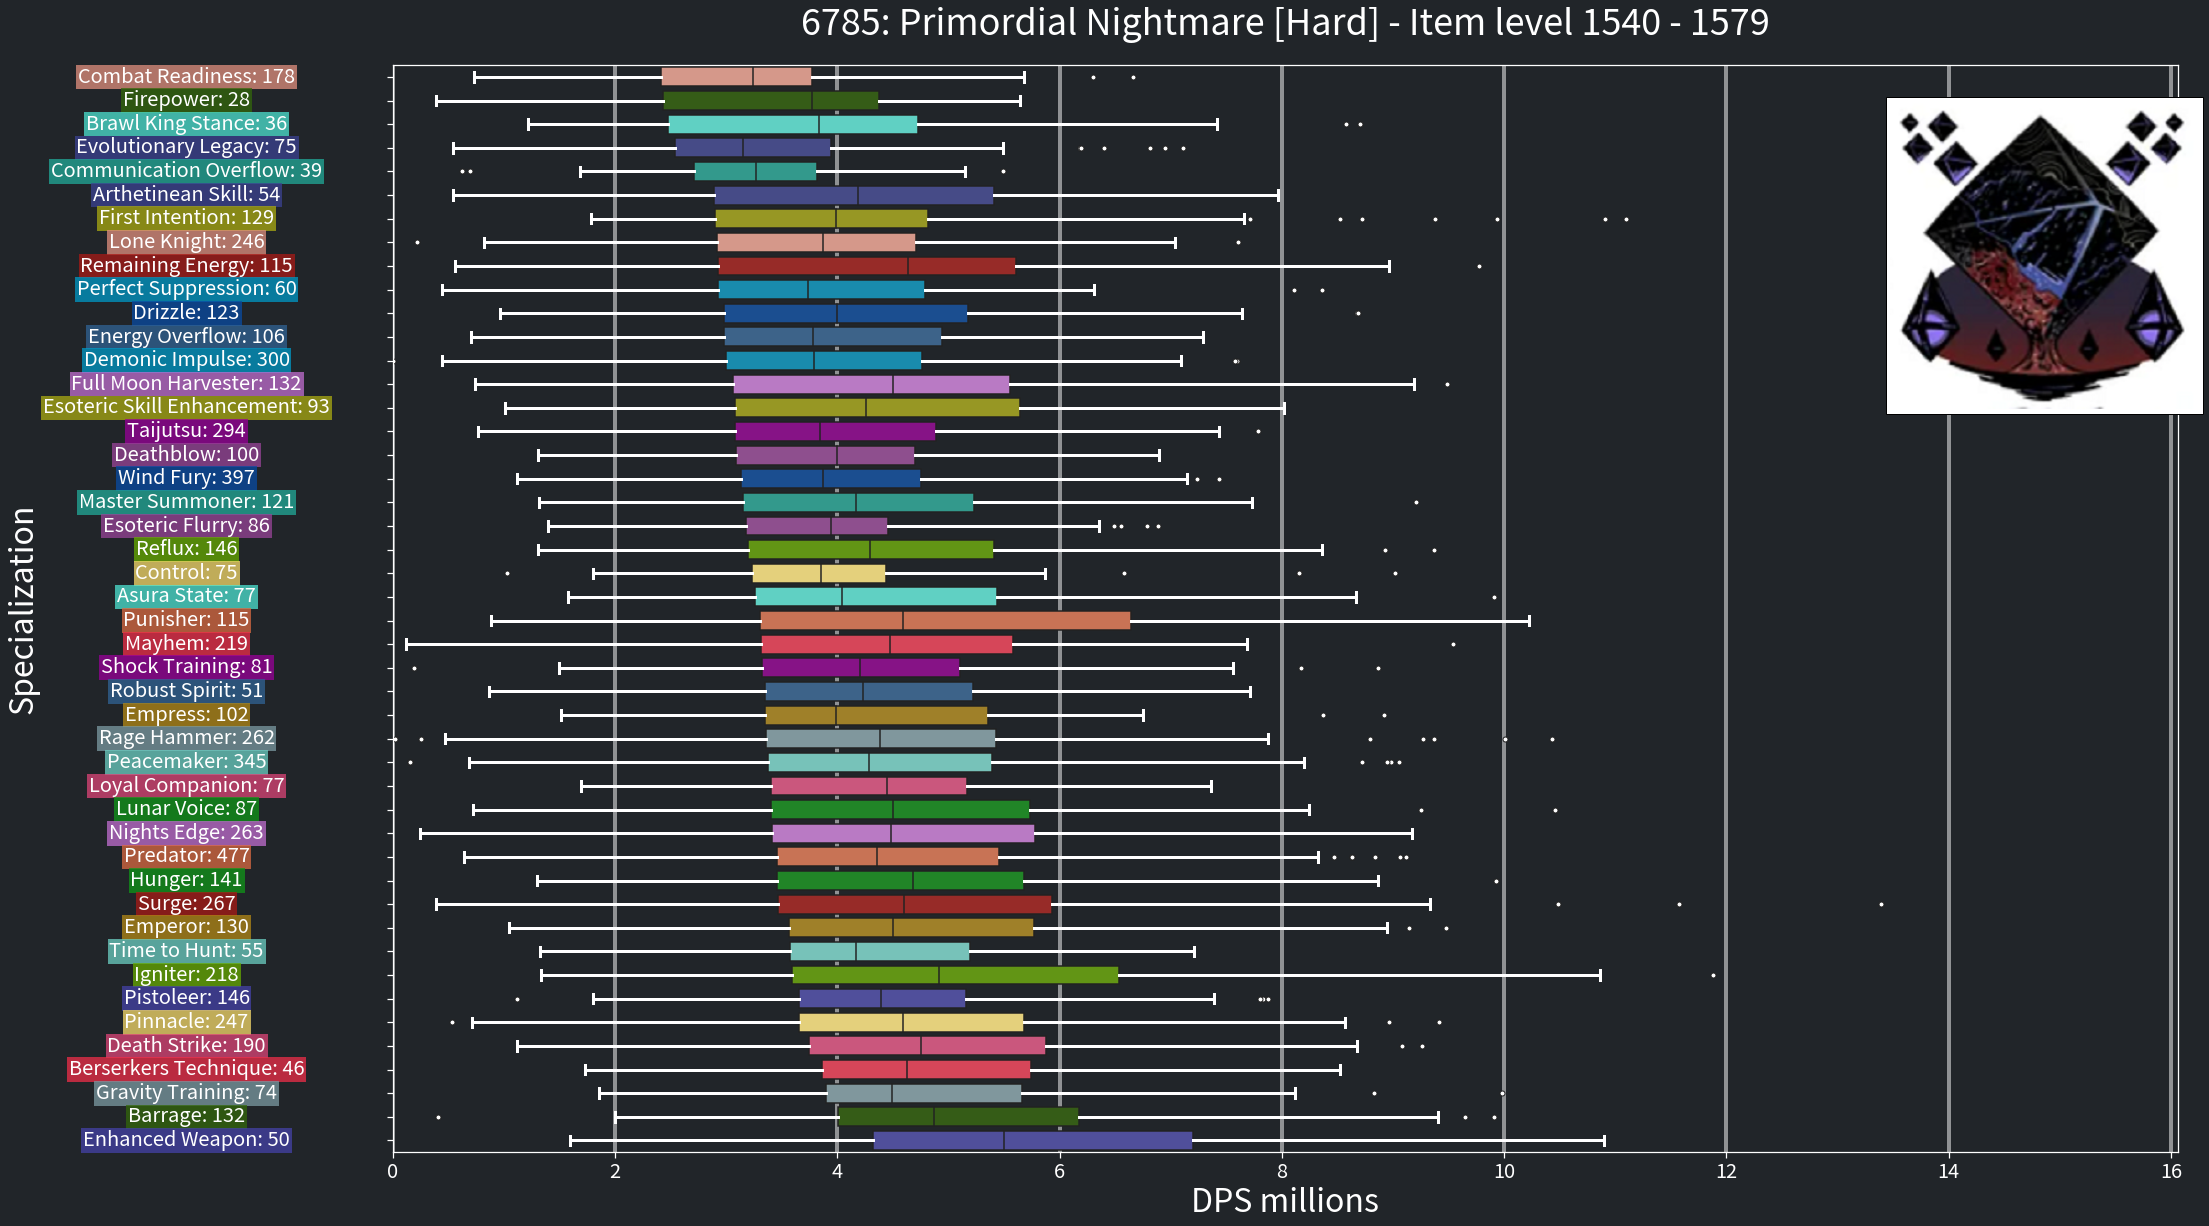 6785: Primordial Nightmare [Hard] - Item level 1540 - 1579
Specialization
Combat Readiness: 178
Firepower: 28
Brawl King Stance: 36
Evolutionary Legacy: 75
Communication Overflow: 39
Arthetinean Skill: 54
First Intention: 129
Lone Knight: 246
Remaining Energy: 115
Perfect Suppression: 60
Drizzle: 123
Energy Overflow: 106
Demonic Impulse: 300
Full Moon Harvester: 132
Esoteric Skill Enhancement: 93
Taijutsu: 294
Deathblow: 100
Wind Fury: 397
Master Summoner: 121
Esoteric Flurry: 86
Reflux: 146
Control: 75
Asura State: 77
Punisher: 115
Mayhem: 219
Shock Training: 81
Robust Spirit: 51
Empress: 102
Rage Hammer: 262
Peacemaker: 345
Loyal Companion: 77
Lunar Voice: 87
Nights Edge: 263
Predator: 477
Hunger: 141
Surge: 267
Emperor: 130
Time to Hunt: 55
Igniter: 218
Pistoleer: 146
Pinnacle: 247
Death Strike: 190
Berserkers Technique: 46
Gravity Training: 74
Barrage: 132
Enhanced Weapon: 50
0 2 4 6 8 10 12 14 16
DPS millions